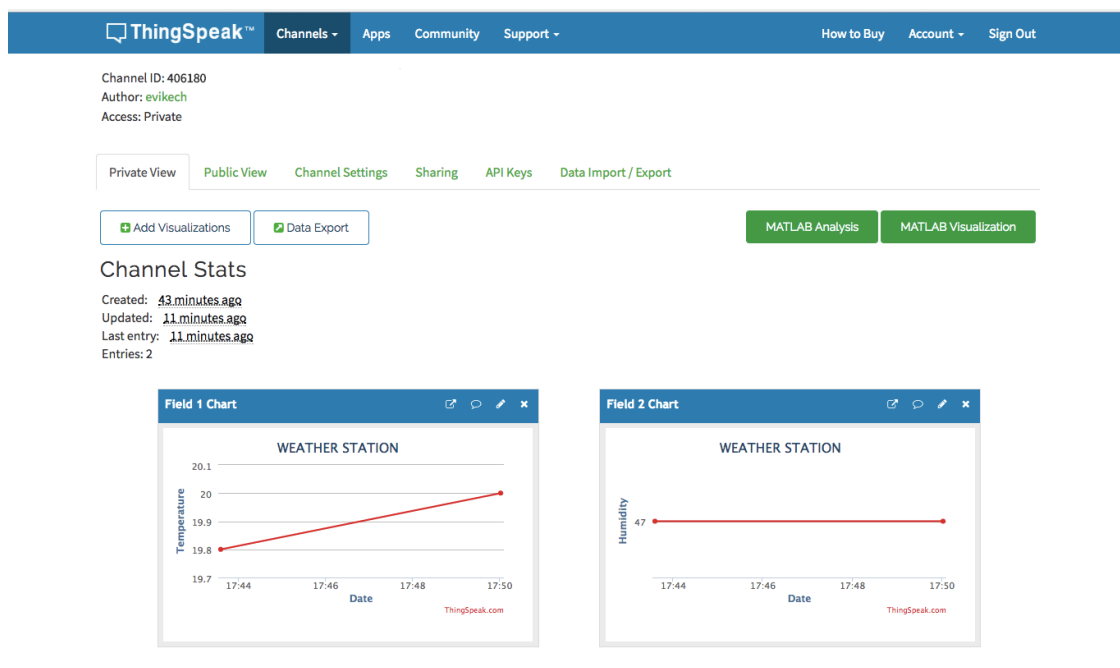 ThingSpeak™ Channels Apps Community Support How to Buy Account Sign Out
Channel ID: 406180
Author: evikech
Access: Private
Private View Public View Channel Settings Sharing API Keys Data Import / Export
Add Visualizations Data Export MATLAB Analysis MATLAB Visualization
Channel Stats
Created: 43 minutes ago
Updated: 11 minutes ago
Last entry: 11 minutes ago
Entries: 2
Field 1 Chart
WEATHER STATION
Temperature
20.1
20
19.9
19.8
19.7
17:44 17:46 17:48 17:50
Date
ThingSpeak.com
Field 2 Chart
WEATHER STATION
Humidity
47
17:44 17:46 17:48 17:50
Date
ThingSpeak.com